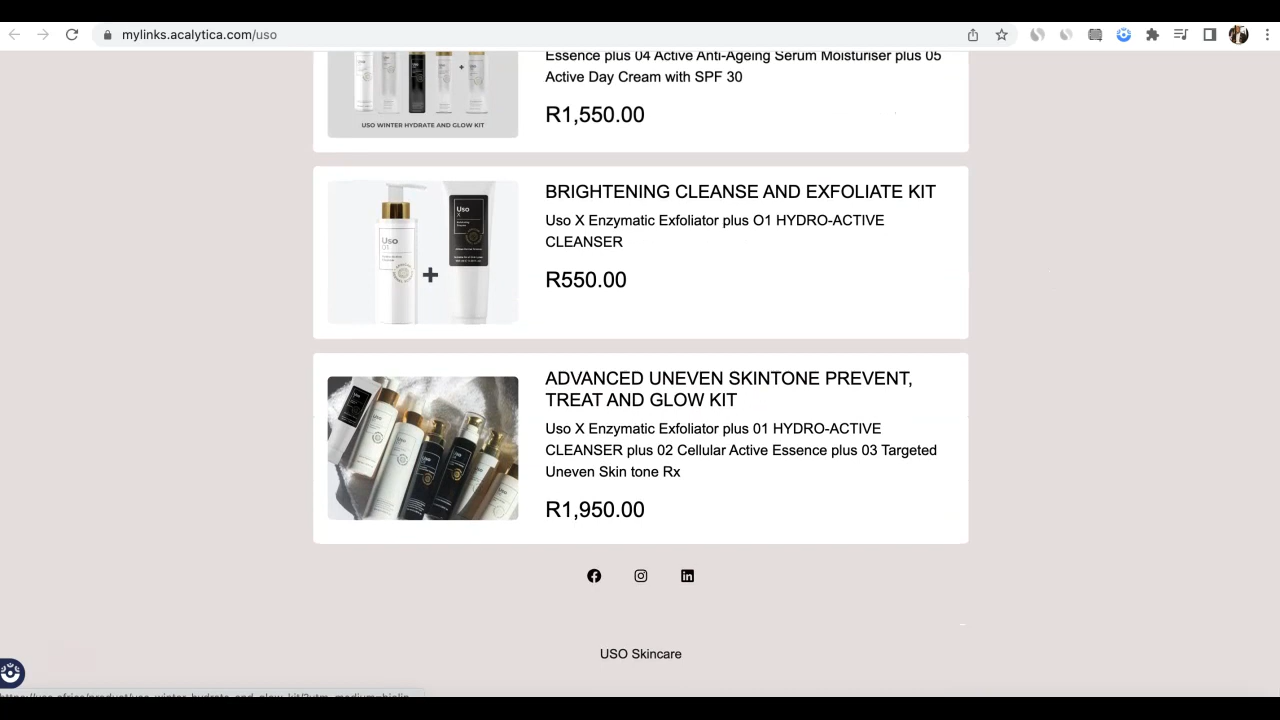 mylinks.acalytica.com/uso
Essence plus 04 Active Anti-Ageing Serum Moisturiser plus 05
Active Day Cream with SPF 30
R1,550.00
USO WINTER HYDRATE AND GLOW KIT
BRIGHTENING CLEANSE AND EXFOLIATE KIT
Uso X Enzymatic Exfoliator plus O1 HYDRO-ACTIVE
CLEANSER
R550.00
Uso
X
Uso
+
ADVANCED UNEVEN SKINTONE PREVENT,
TREAT AND GLOW KIT
Uso X Enzymatic Exfoliator plus 01 HYDRO-ACTIVE
CLEANSER plus 02 Cellular Active Essence plus 03 Targeted
Uneven Skin tone Rx
R1,950.00
USO Skincare